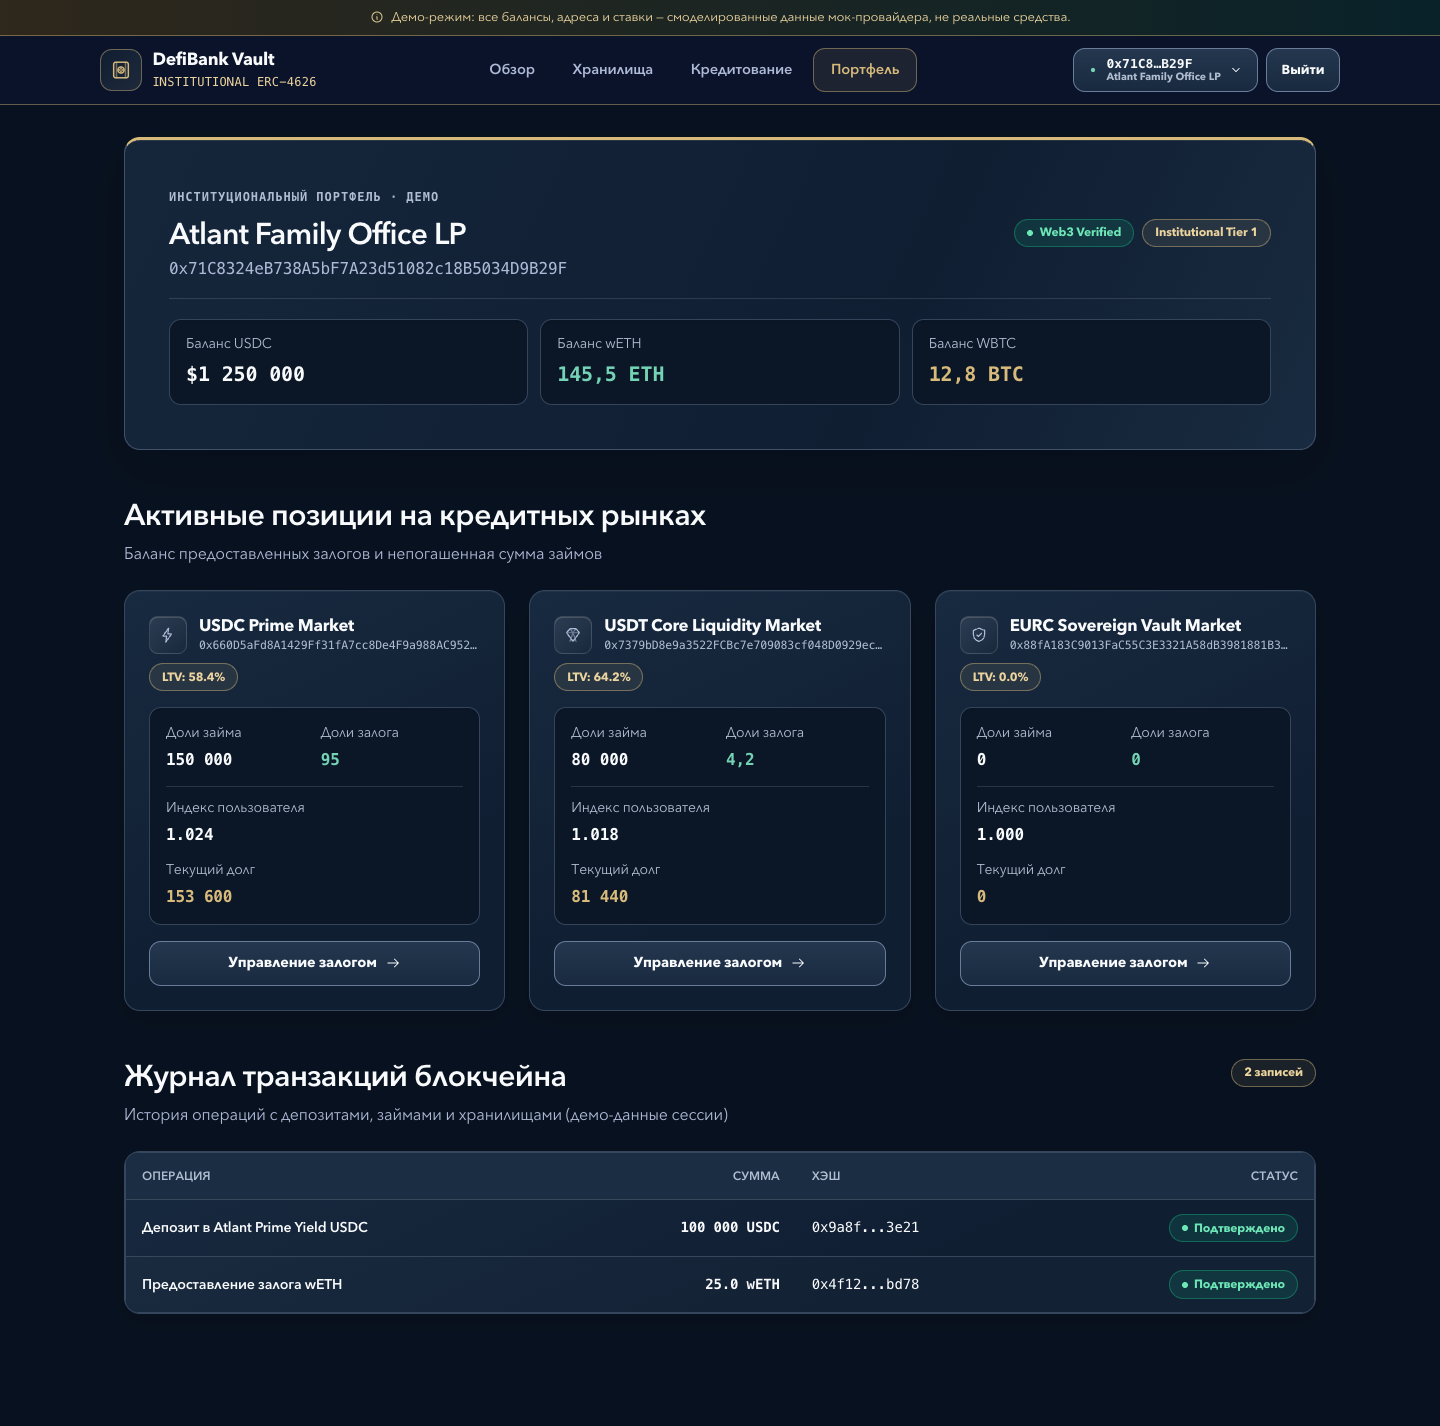 Демо-режим: все балансы, адреса и ставки — смоделированные данные мок-провайдера, не реальные средства.
DefiBank Vault
INSTITUTIONAL ERC-4626
Обзор
Хранилища
Кредитование
Портфель
0x71C8…B29F
Atlant Family Office LP
Выйти
ИНСТИТУЦИОНАЛЬНЫЙ ПОРТФЕЛЬ · ДЕМО
Atlant Family Office LP
Web3 Verified
Institutional Tier 1
0x71C8324eB738A5bF7A23d51082c18B5034D9B29F
Баланс USDC
$1 250 000
Баланс wETH
145,5 ETH
Баланс WBTC
12,8 BTC
Активные позиции на кредитных рынках
Баланс предоставленных залогов и непогашенная сумма займов
USDC Prime Market
0x660D5aFd8A1429Ff31fA7cc8De4F9a988AC952…
LTV: 58.4%
Доли займа
Доли залога
150 000
95
Индекс пользователя
1.024
Текущий долг
153 600
Управление залогом →
USDT Core Liquidity Market
0x7379bD8e9a3522FCBc7e709083cf048D0929ec…
LTV: 64.2%
Доли займа
Доли залога
80 000
4,2
Индекс пользователя
1.018
Текущий долг
81 440
Управление залогом →
EURC Sovereign Vault Market
0x88fA183C9013FaC55C3E3321A58dB3981881B3…
LTV: 0.0%
Доли займа
Доли залога
0
0
Индекс пользователя
1.000
Текущий долг
0
Управление залогом →
Журнал транзакций блокчейна
2 записей
История операций с депозитами, займами и хранилищами (демо-данные сессии)
ОПЕРАЦИЯ
СУММА
ХЭШ
СТАТУС
Депозит в Atlant Prime Yield USDC
100 000 USDC
0x9a8f...3e21
Подтверждено
Предоставление залога wETH
25.0 wETH
0x4f12...bd78
Подтверждено